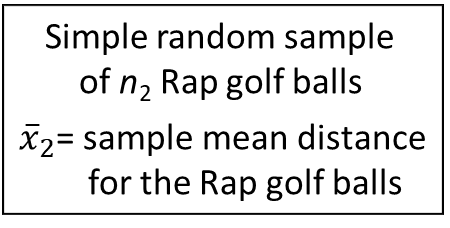 Simple random sample
of n₂ Rap golf balls
x̄₂= sample mean distance
for the Rap golf balls